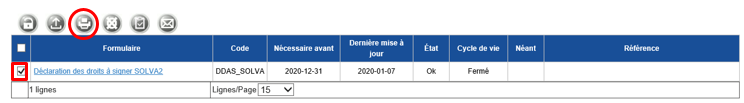 Formulaire Code Nécessaire avant Dernière mise à jour État Cycle de vie Néant Référence
Déclaration des droits à signer SOLVA2 DDAS_SOLVA 2020-12-31 2020-01-07 Ok Fermé
1 lignes Lignes/Page 15